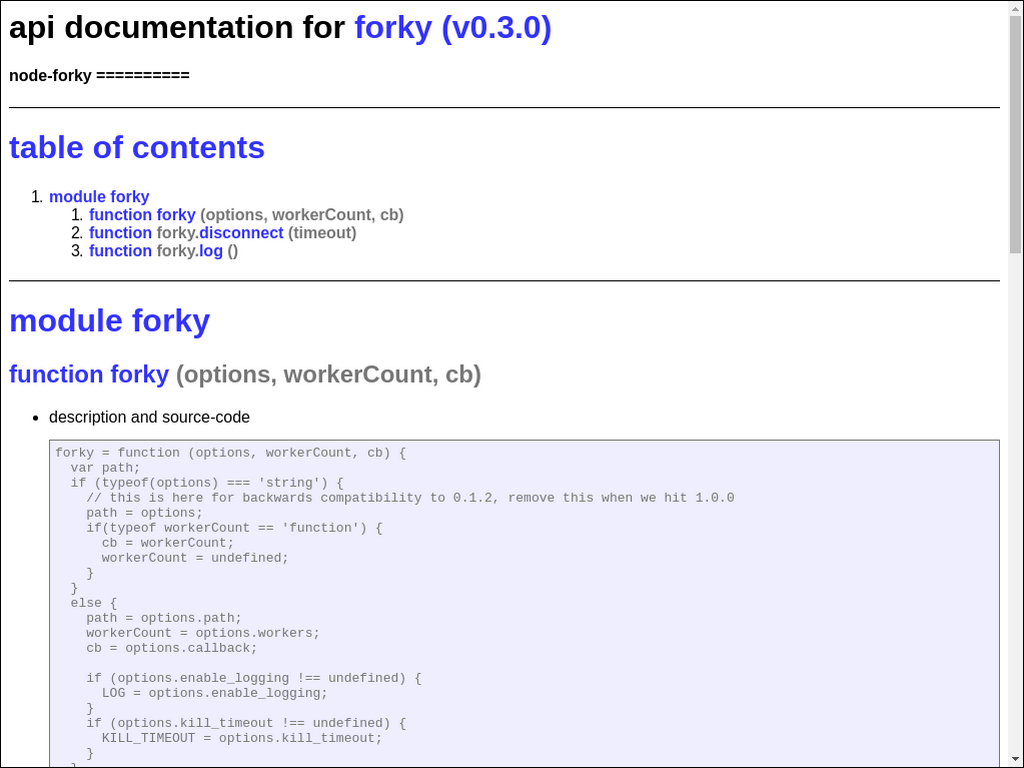 api documentation for forky (v0.3.0)
node-forky ==========
table of contents
1. module forky
1. function forky (options, workerCount, cb)
2. function forky.disconnect (timeout)
3. function forky.log ()
module forky
function forky (options, workerCount, cb)
• description and source-code
forky = function (options, workerCount, cb) {
  var path;
  if (typeof(options) === 'string') {
    // this is here for backwards compatibility to 0.1.2, remove this when we hit 1.0.0
    path = options;
    if(typeof workerCount == 'function') {
      cb = workerCount;
      workerCount = undefined;
    }
  }
  else {
    path = options.path;
    workerCount = options.workers;
    cb = options.callback;

    if (options.enable_logging !== undefined) {
      LOG = options.enable_logging;
    }
    if (options.kill_timeout !== undefined) {
      KILL_TIMEOUT = options.kill_timeout;
    }